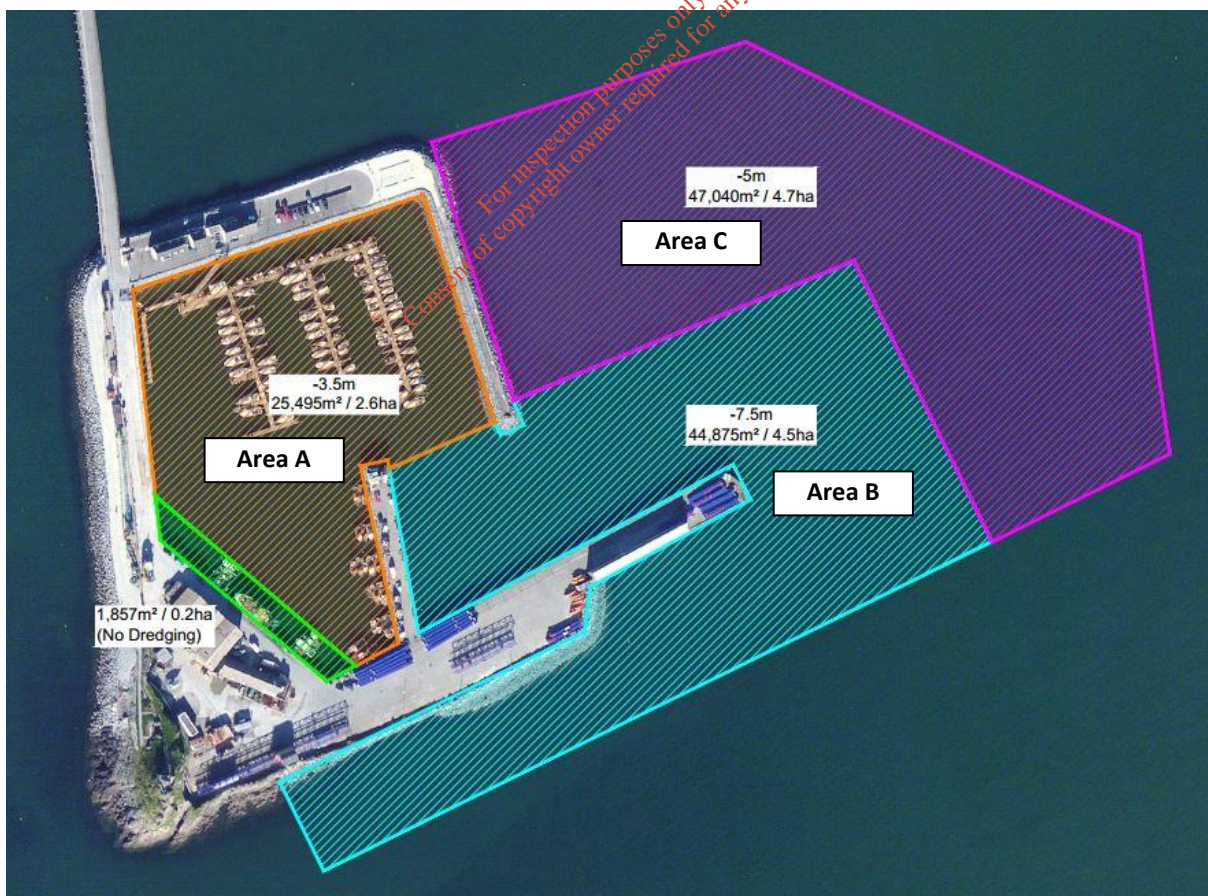 For inspection purposes only.
Consent of copyright owner required for any
-5m
47,040m² / 4.7ha
Area C
-3.5m
25,495m² / 2.6ha
Area A
-7.5m
44,875m² / 4.5ha
Area B
1,857m² / 0.2ha
(No Dredging)